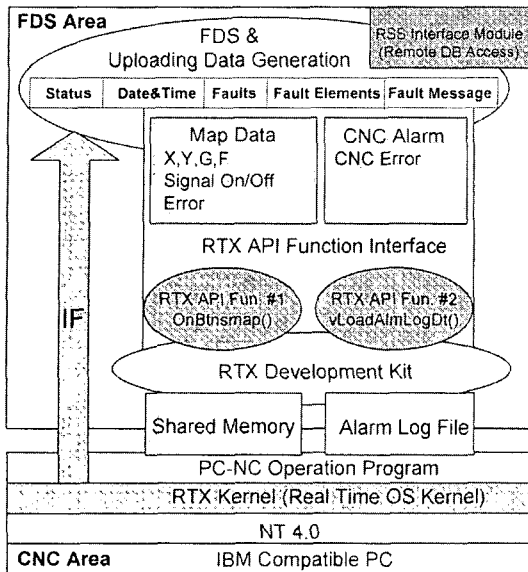 FDS Area
FDS &
Uploading Data Generation
RSS Interface Module
(Remote DB Access)
Status Date&Time Faults Fault Elements Fault Message
Map Data
X,Y,G,F
Signal On/Off
Error
CNC Alarm
CNC Error
RTX API Function Interface
RTX API Fun. #1
OnBtnsmap()
RTX API Fun. #2
vLoadAlmLogDt()
IF
RTX Development Kit
Shared Memory
Alarm Log File
PC-NC Operation Program
RTX Kernel (Real Time OS Kernel)
NT 4.0
CNC Area
IBM Compatible PC